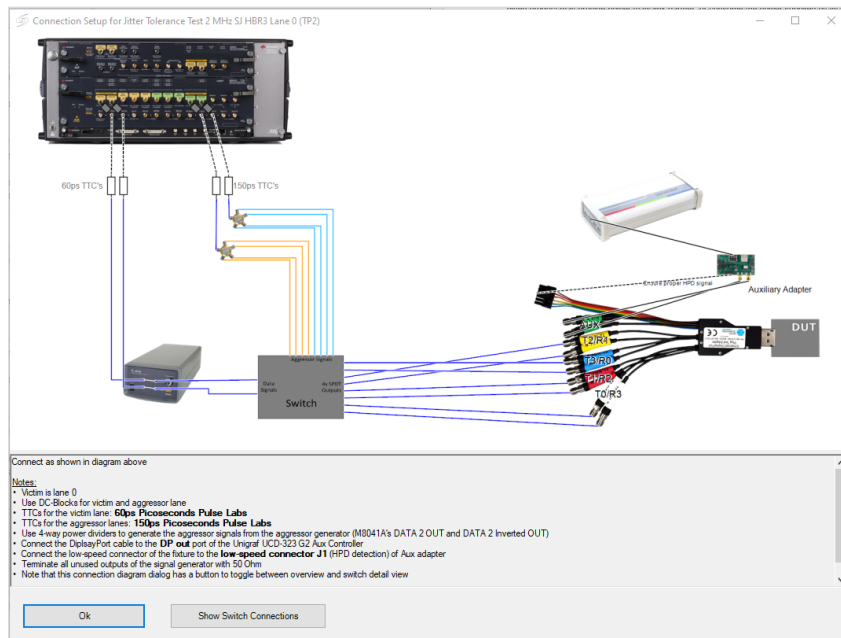 Connection Setup for Jitter Tolerance Test 2 MHz SJ HBR3 Lane 0 (TP2)
60ps TTC's
150ps TTC's
Ensure proper HPD signal
Auxiliary Adapter
AUX
T2/R4
T3/R0
T1/R2
T0/R3
DUT
Aggressor Signals
Data
Signals
4x SPDT
Outputs
Switch
Connect as shown in diagram above
Notes:
• Victim is lane 0
• Use DC-Blocks for victim and aggressor lane
• TTCs for the victim lane: 60ps Picoseconds Pulse Labs
• TTCs for the aggressor lanes: 150ps Picoseconds Pulse Labs
• Use 4-way power dividers to generate the aggressor signals from the aggressor generator (M8041A's DATA 2 OUT and DATA 2 Inverted OUT)
• Connect the DiplsayPort cable to the DP out port of the Unigraf UCD-323 G2 Aux Controller
• Connect the low-speed connector of the fixture to the low-speed connector J1 (HPD detection) of Aux adapter
• Terminate all unused outputs of the signal generator with 50 Ohm
• Note that this connection diagram dialog has a button to toggle between overview and switch detail view
Ok
Show Switch Connections